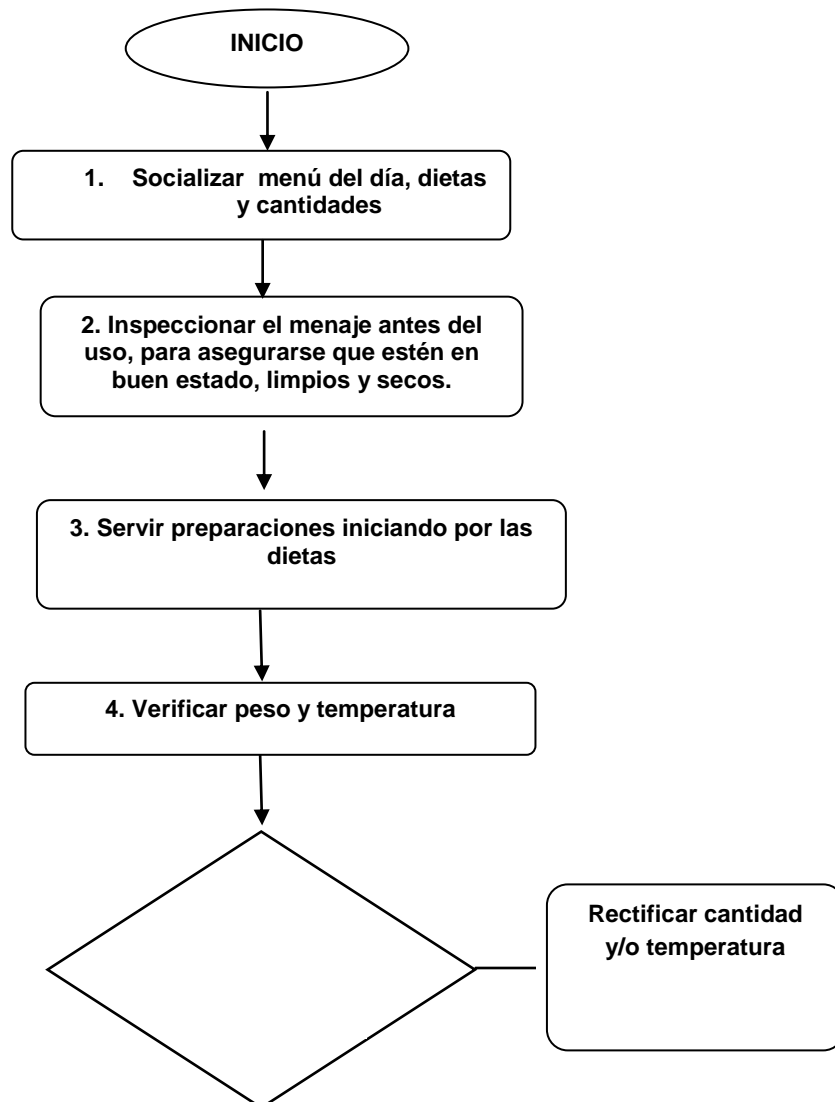 INICIO
1. Socializar menú del día, dietas
y cantidades
2. Inspeccionar el menaje antes del
uso, para asegurarse que estén en
buen estado, limpios y secos.
3. Servir preparaciones iniciando por las
dietas
4. Verificar peso y temperatura
Rectificar cantidad
y/o temperatura